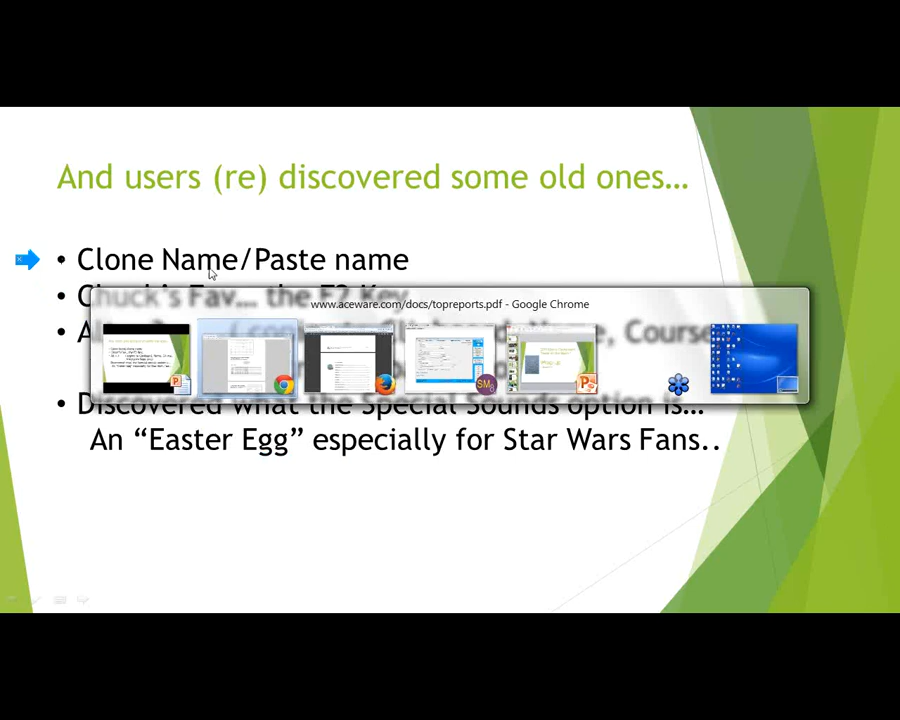 And users (re) discovered some old ones…
• Clone Name/Paste name
• Chuck's Fav… the F2 Key
www.aceware.com/docs/topreports.pdf - Google Chrome
, Course
• Discovered what the Special Sounds option is…
An “Easter Egg” especially for Star Wars Fans..